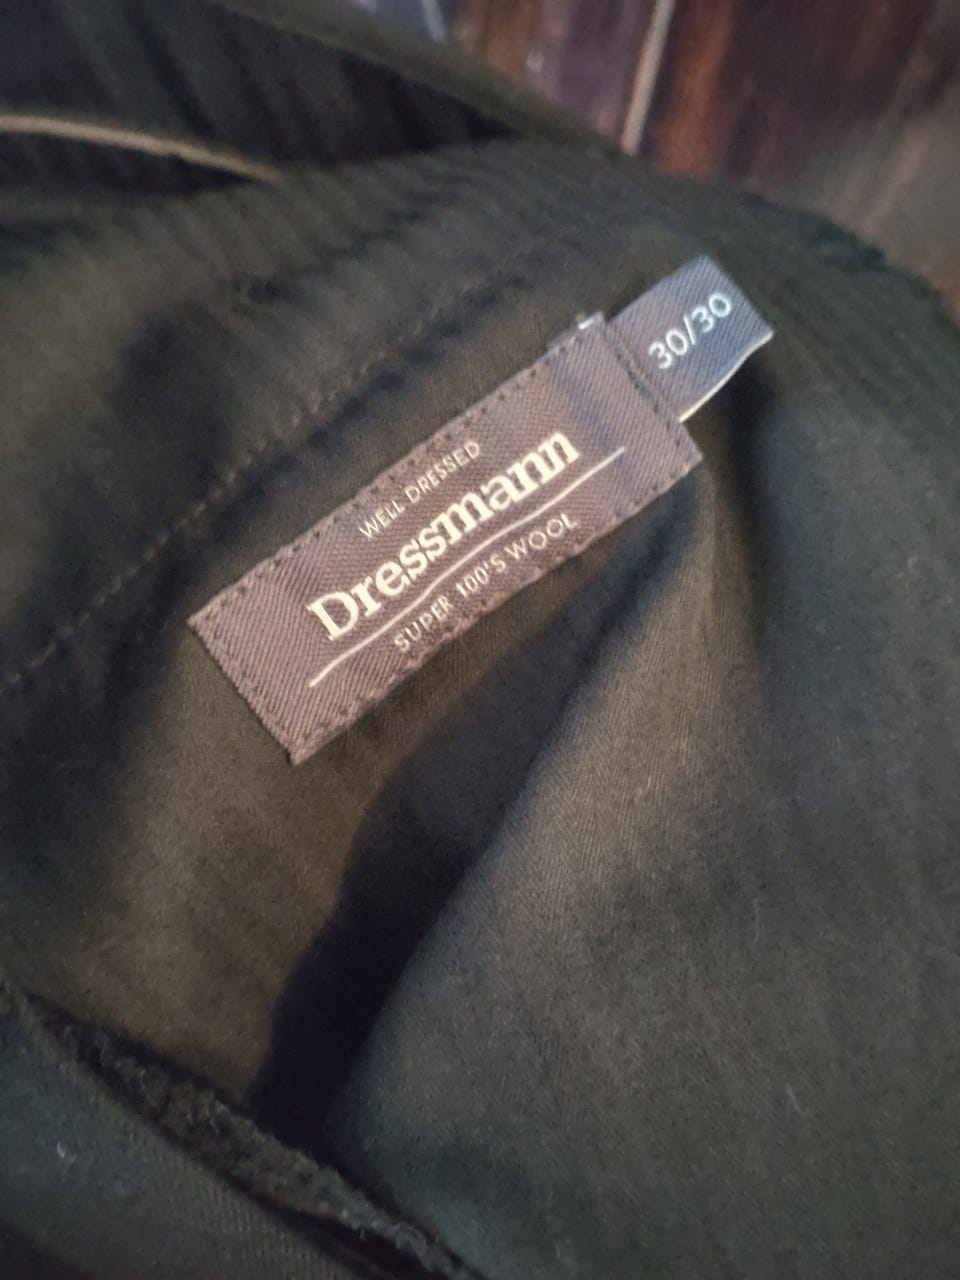 WELL DRESSED
Dressmann
SUPER 100'S WOOL
30/30